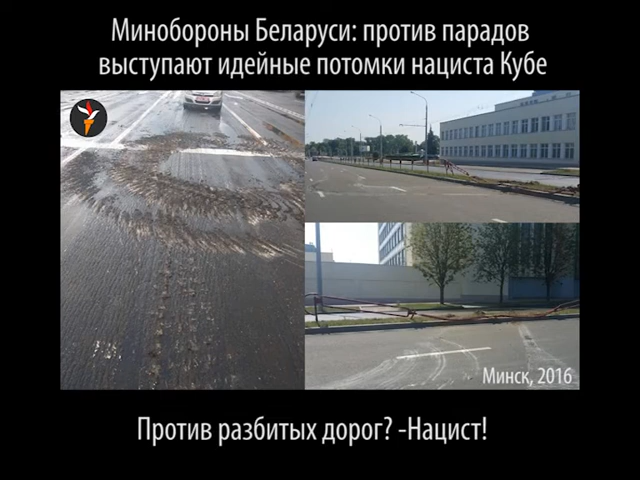 Минобороны Беларуси: против парадов
выступают идейные потомки нациста Кубе
Минск, 2016
Против разбитых дорог? -Нацист!